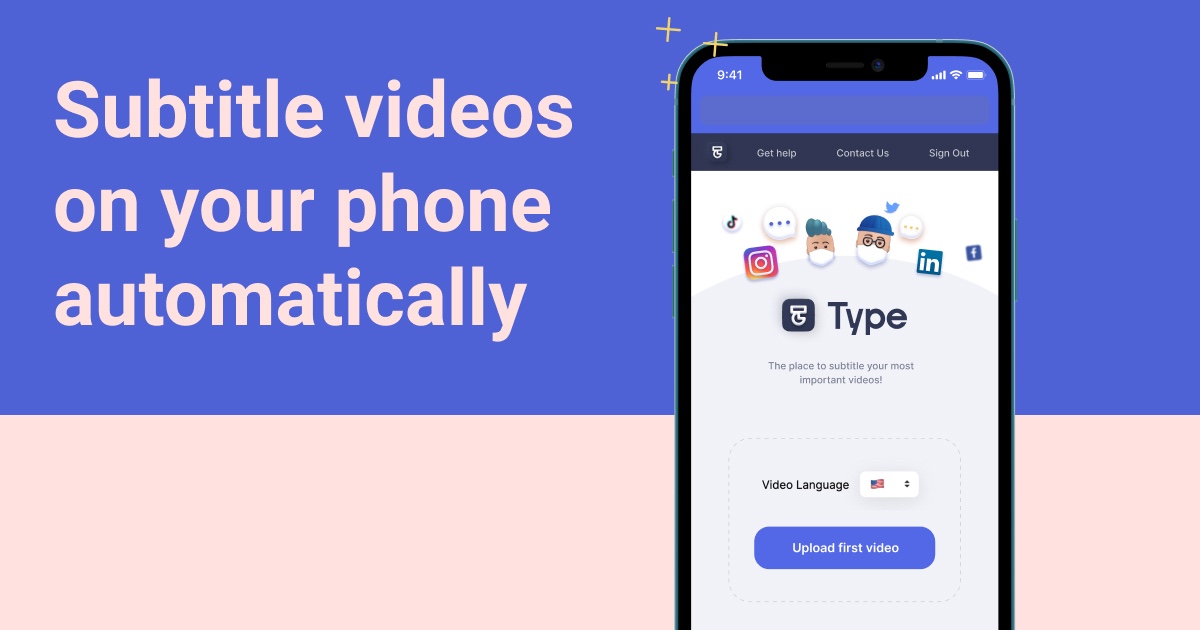 Subtitle videos
on your phone
automatically
9:41
Get help Contact Us Sign Out
in
f
Type
The place to subtitle your most
important videos!
Video Language
Upload first video